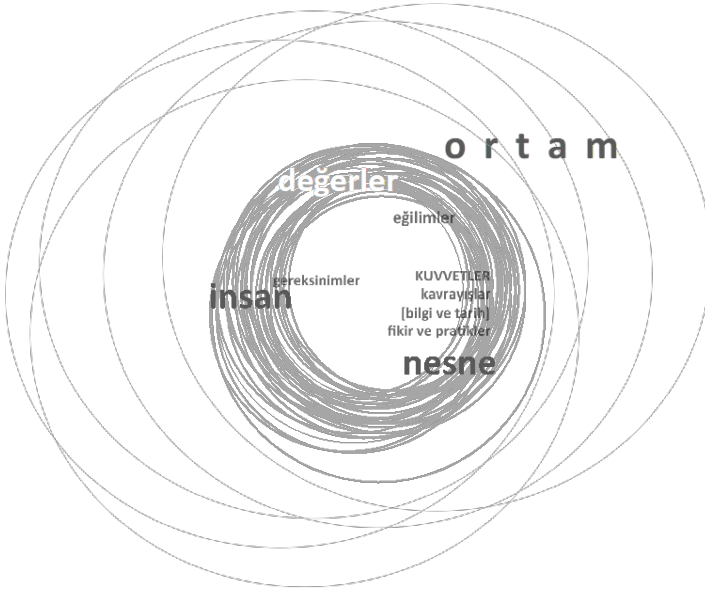 o r t a m
değerler
eğilimler
gereksinimler
insan
KUVVETLER
kavrayışlar
[bilgi ve tarih]
fikir ve pratikler
nesne